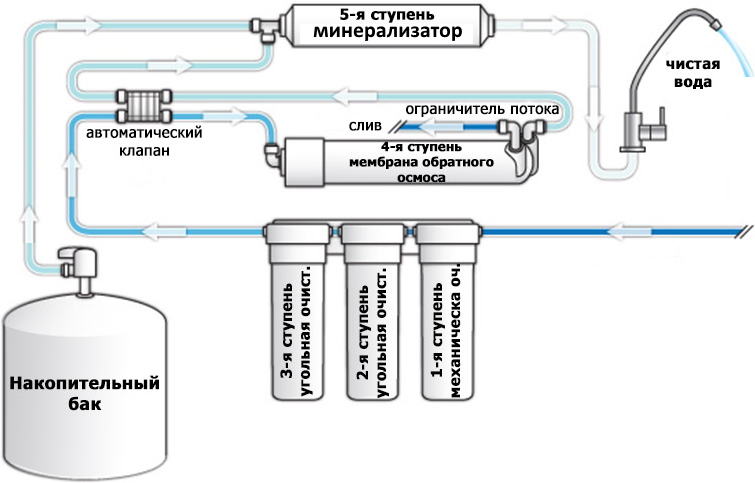 5-я ступень
минерализатор
чистая
вода
автоматический
клапан
ограничитель потока
слив
4-я ступень
мембрана обратного
осмоса
3-я ступень
угольная очист.
2-я ступень
угольная очист.
1-я ступень
механическа оч.
Накопительный
бак